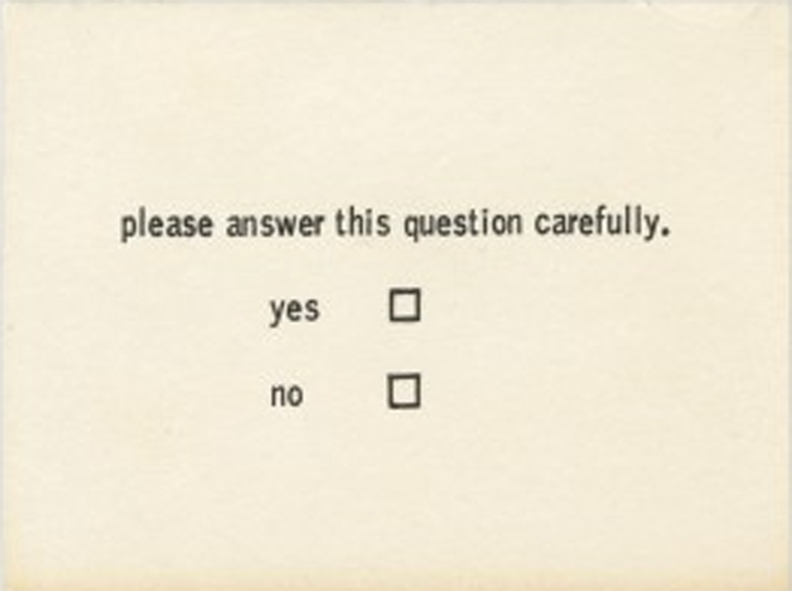 please answer this question carefully.
yes ☐
no ☐